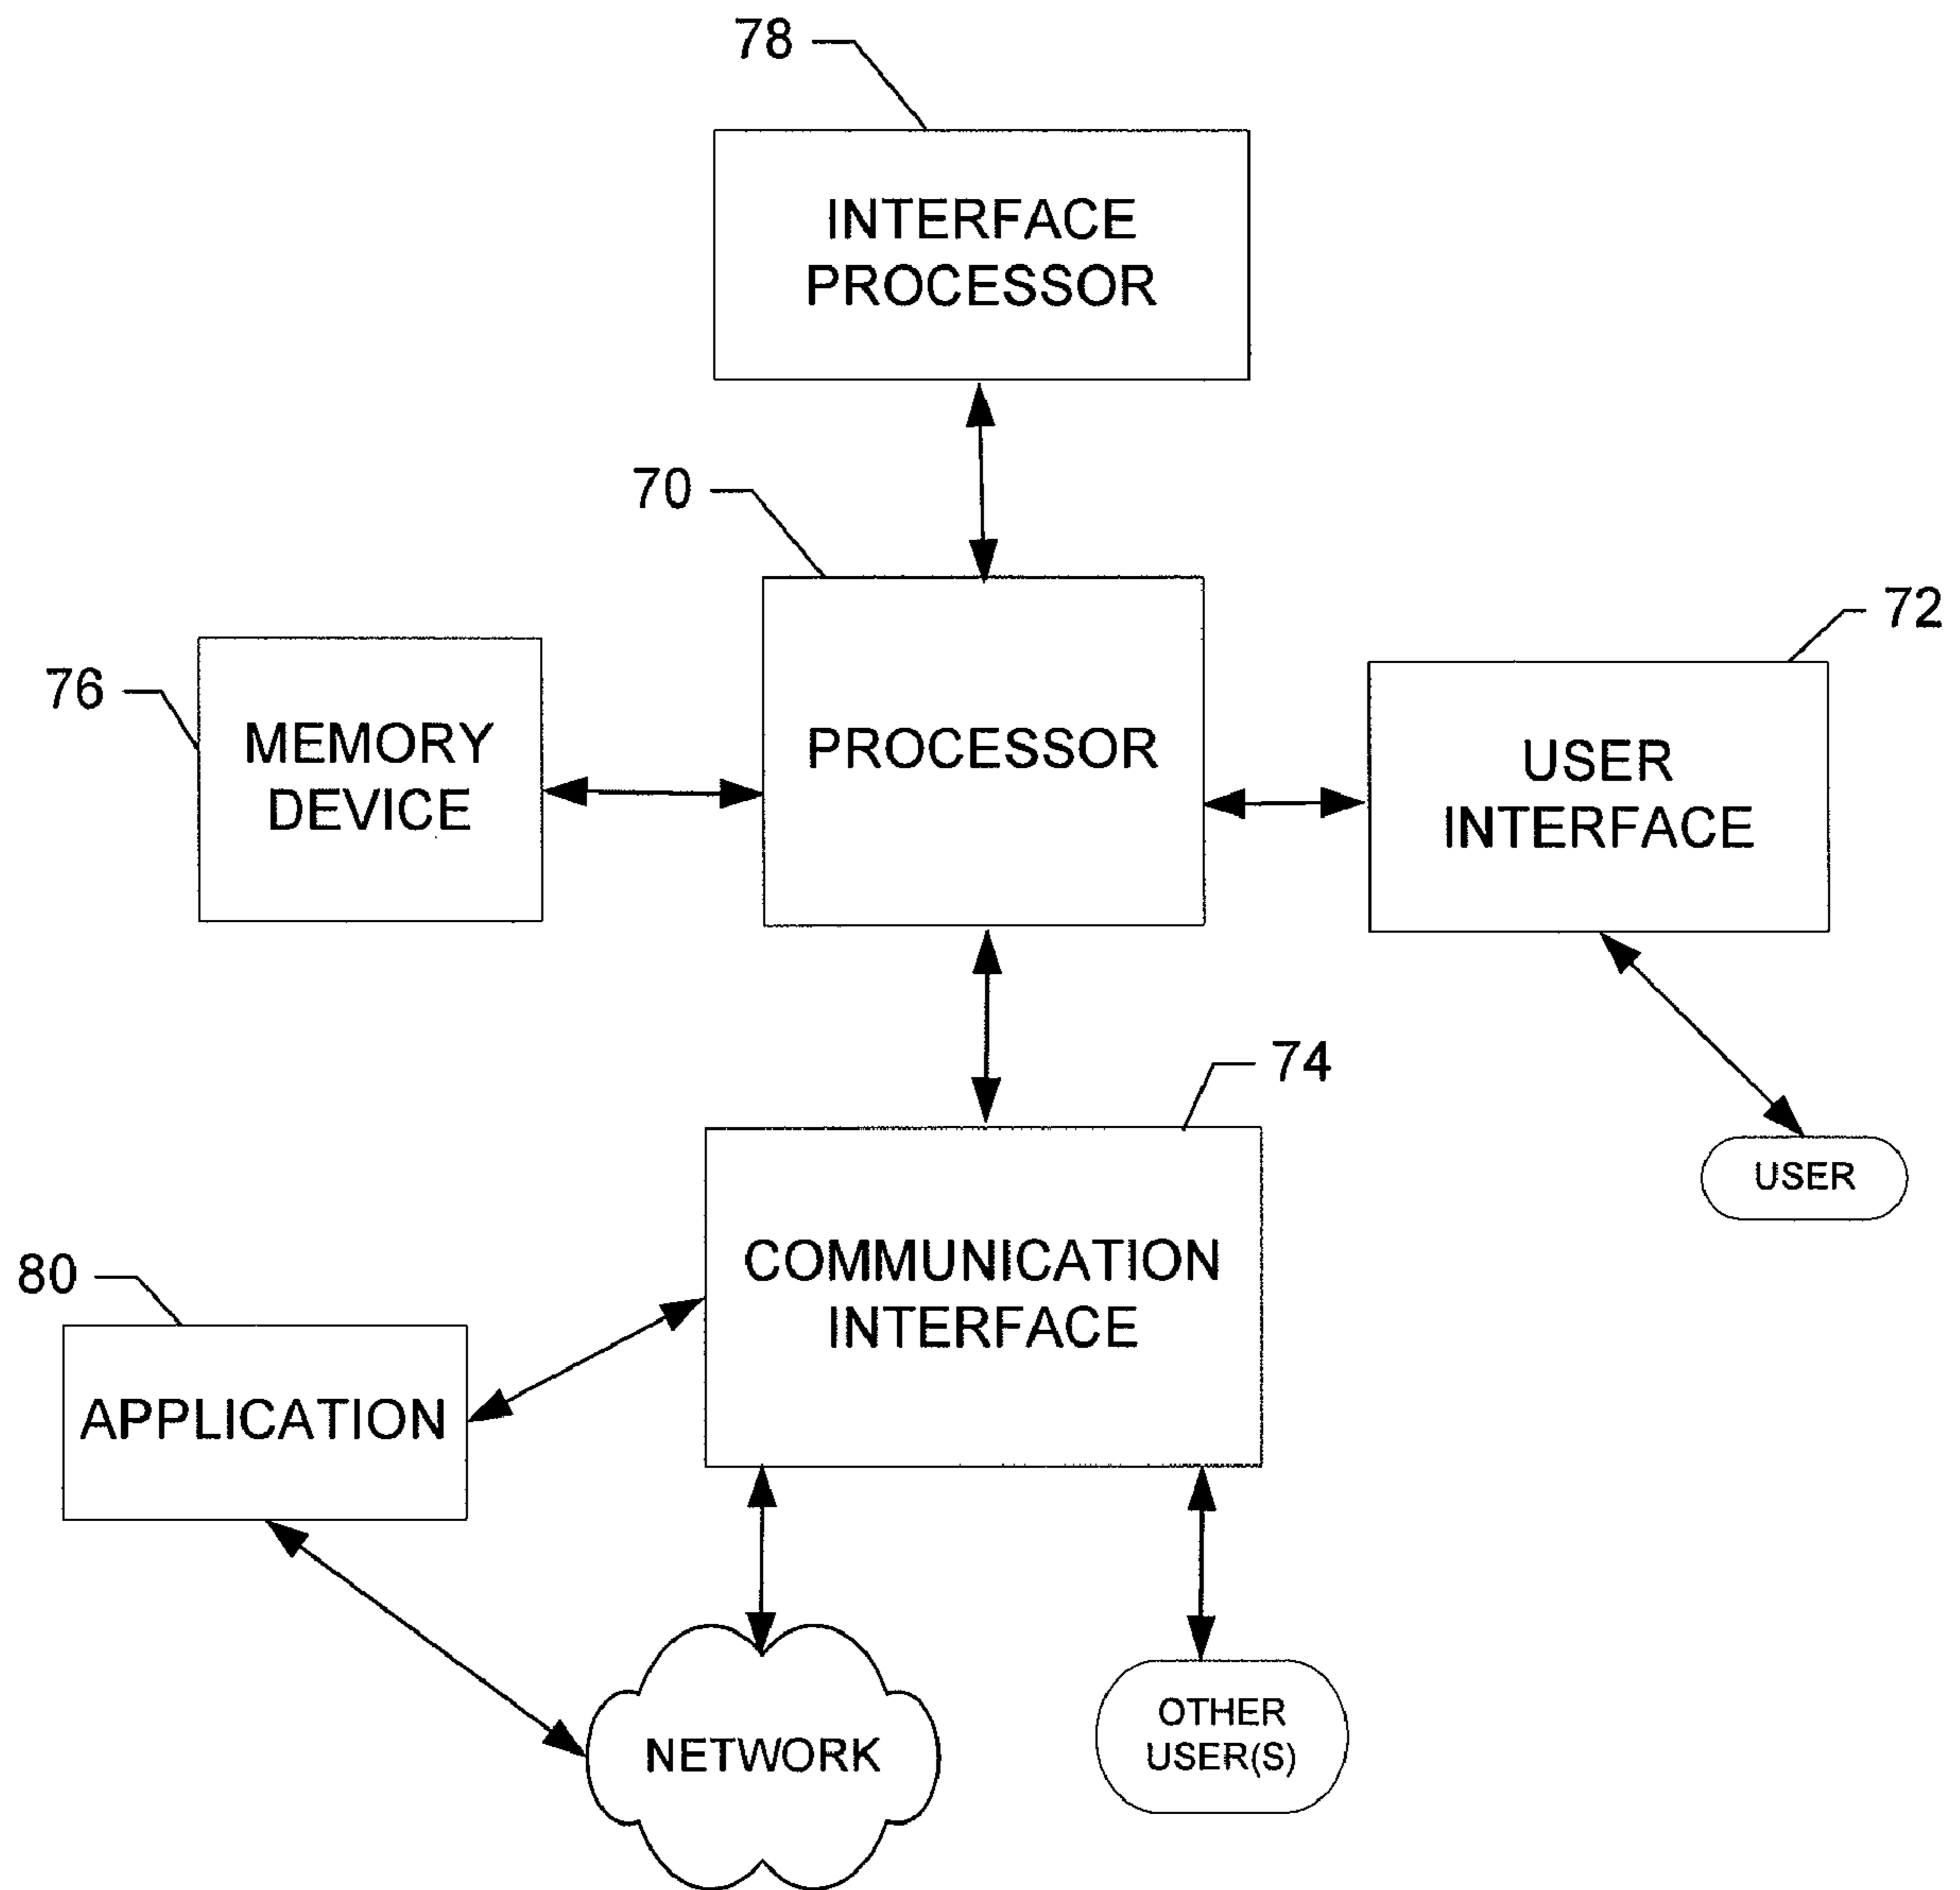 78
INTERFACE
PROCESSOR
70
72
76
MEMORY
DEVICE
PROCESSOR
USER
INTERFACE
74
USER
COMMUNICATION
INTERFACE
80
APPLICATION
NETWORK
OTHER
USER(S)